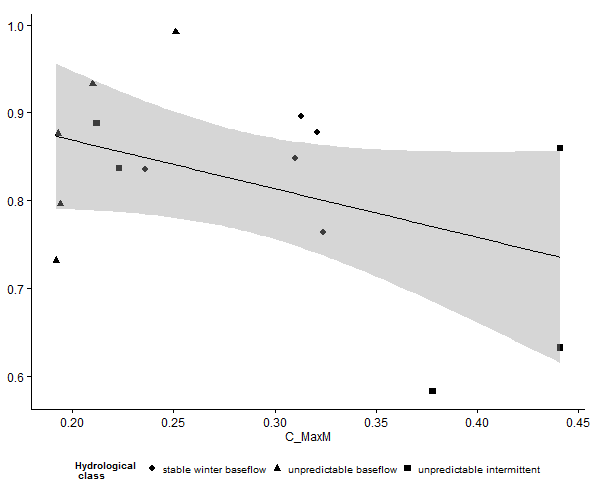 1.0
0.9
0.8
0.7
0.6
0.20 0.25 0.30 0.35 0.40 0.45
C_MaxM
Hydrological
class
stable winter baseflow unpredictable baseflow unpredictable intermittent